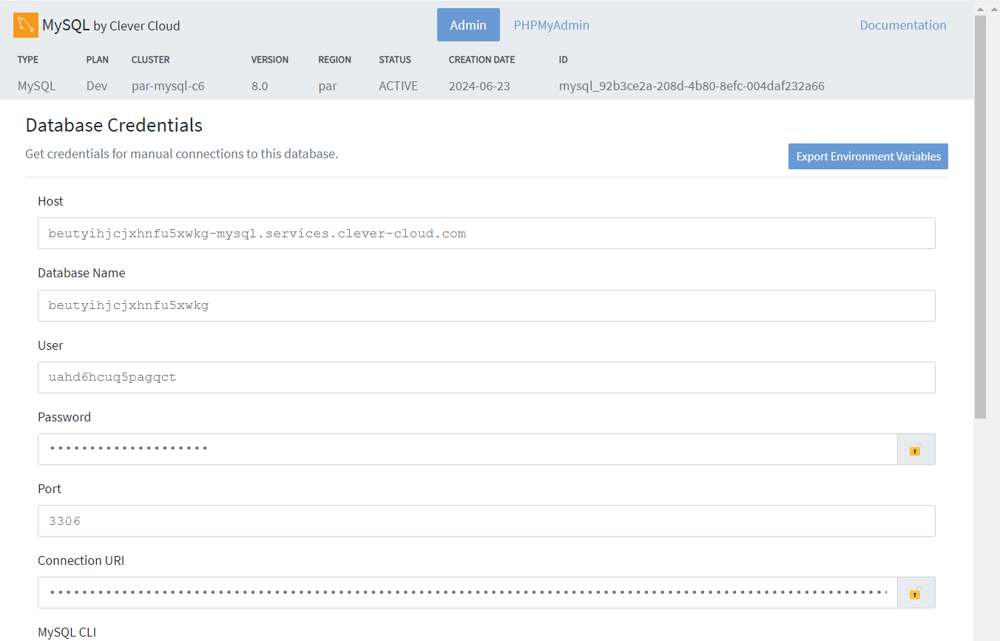 MySQL by Clever Cloud Admin PHPMyAdmin Documentation
TYPE PLAN CLUSTER VERSION REGION STATUS CREATION DATE ID
MySQL Dev par-mysql-c6 8.0 par ACTIVE 2024-06-23 mysql_92b3ce2a-208d-4b80-8efc-004daf232a66
Database Credentials
Get credentials for manual connections to this database.
Export Environment Variables
Host
beutyihjcjxhnfu5xwkg-mysql.services.clever-cloud.com
Database Name
beutyihjcjxhnfu5xwkg
User
uahd6hcuq5pagqct
Password
Port
3306
Connection URI
MySQL CLI